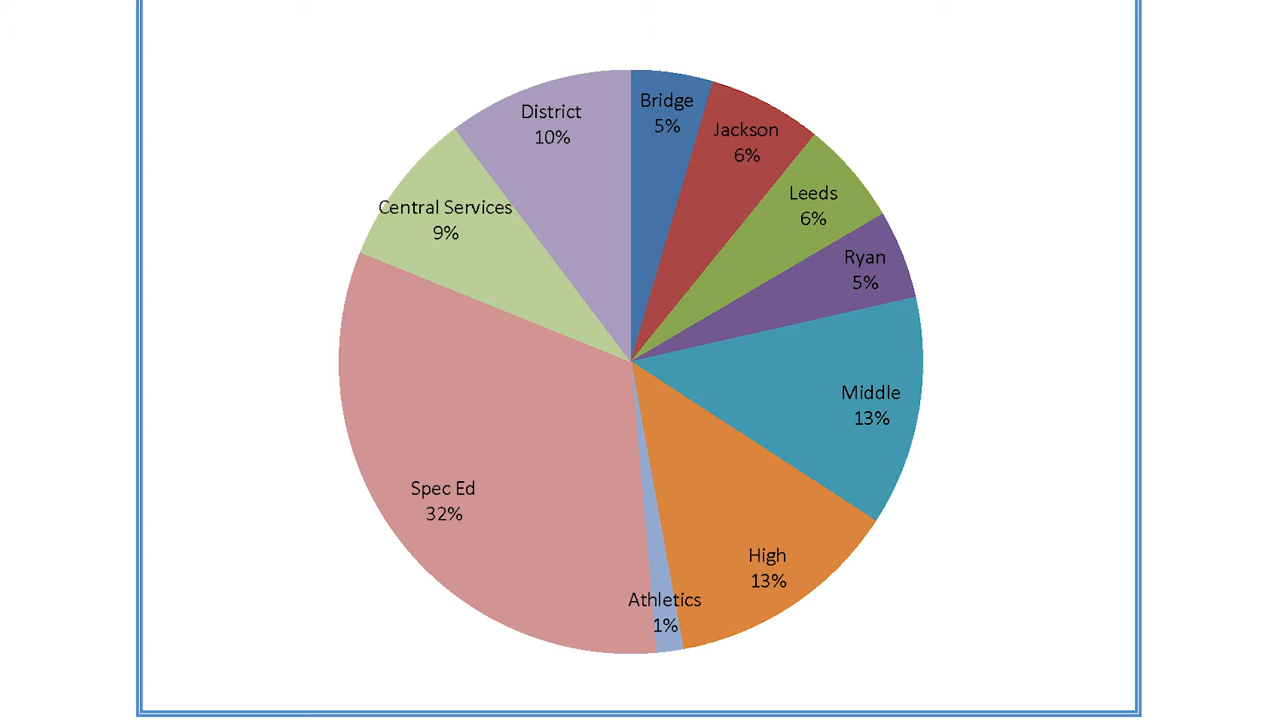 Bridge
5%
Jackson
6%
Leeds
6%
Ryan
5%
Middle
13%
High
13%
Athletics
1%
Spec Ed
32%
Central Services
9%
District
10%